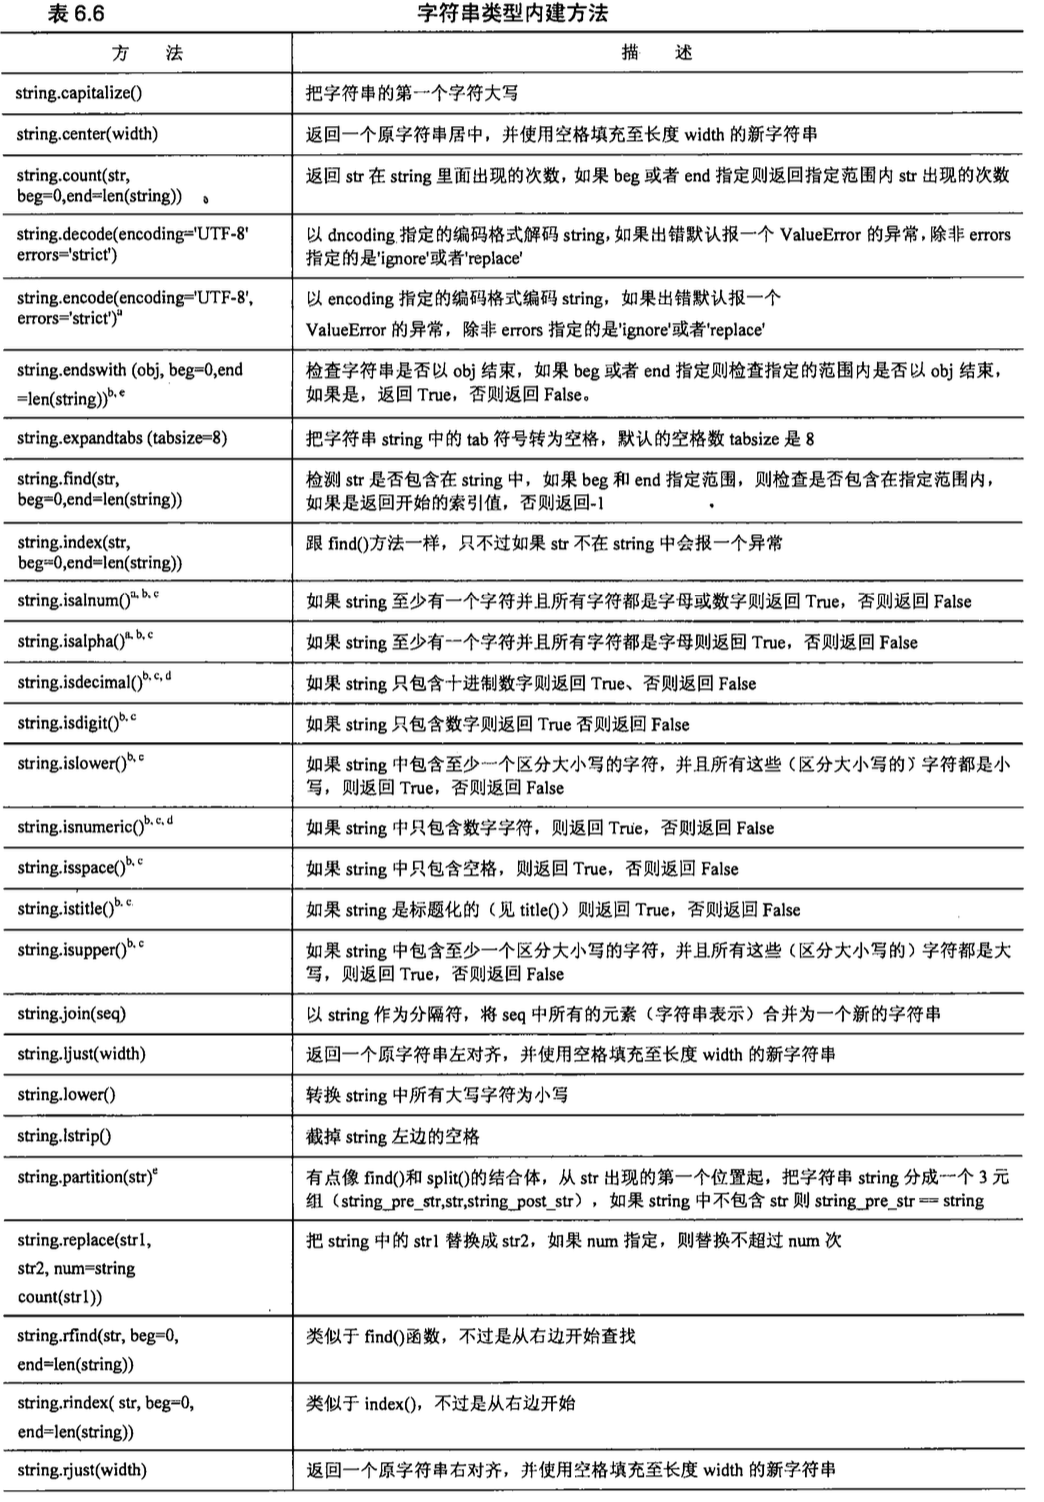 表 6.6 字符串类型内建方法
方 法 描 述
string.capitalize() 把字符串的第一个字符大写
string.center(width) 返回一个原字符串居中，并使用空格填充至长度 width 的新字符串
string.count(str, 返回 str 在 string 里面出现的次数，如果 beg 或者 end 指定则返回指定范围内 str 出现的次数
beg=0,end=len(string))
string.decode(encoding='UTF-8' 以 dncoding 指定的编码格式解码 string，如果出错默认报一个 ValueError 的异常，除非 errors
errors='strict') 指定的是'ignore'或者'replace'
string.encode(encoding='UTF-8', 以 encoding 指定的编码格式编码 string，如果出错默认报一个
errors='strict')a ValueError 的异常，除非 errors 指定的是'ignore'或者'replace'
string.endswith (obj, beg=0,end 检查字符串是否以 obj 结束，如果 beg 或者 end 指定则检查指定的范围内是否以 obj 结束，
=len(string))b, e 如果是，返回 True，否则返回 False。
string.expandtabs (tabsize=8) 把字符串 string 中的 tab 符号转为空格，默认的空格数 tabsize 是 8
string.find(str, 检测 str 是否包含在 string 中，如果 beg 和 end 指定范围，则检查是否包含在指定范围内，
beg=0,end=len(string)) 如果是返回开始的索引值，否则返回-1
string.index(str, 跟 find()方法一样，只不过如果 str 不在 string 中会报一个异常
beg=0,end=len(string))
string.isalnum()a, b, c 如果 string 至少有一个字符并且所有字符都是字母或数字则返回 True，否则返回 False
string.isalpha()a, b, c 如果 string 至少有一个字符并且所有字符都是字母则返回 True，否则返回 False
string.isdecimal()b, c, d 如果 string 只包含十进制数字则返回 True、否则返回 False
string.isdigit()b, c 如果 string 只包含数字则返回 True 否则返回 False
string.islower()b, c 如果 string 中包含至少一个区分大小写的字符，并且所有这些（区分大小写的）字符都是小
写，则返回 True，否则返回 False
string.isnumeric()b, c, d 如果 string 中只包含数字字符，则返回 True，否则返回 False
string.isspace()b, c 如果 string 中只包含空格，则返回 True，否则返回 False
string.istitle()b, c 如果 string 是标题化的（见 title()）则返回 True，否则返回 False
string.isupper()b, c 如果 string 中包含至少一个区分大小写的字符，并且所有这些（区分大小写的）字符都是大
写，则返回 True，否则返回 False
string.join(seq) 以 string 作为分隔符，将 seq 中所有的元素（字符串表示）合并为一个新的字符串
string.ljust(width) 返回一个原字符串左对齐，并使用空格填充至长度 width 的新字符串
string.lower() 转换 string 中所有大写字符为小写
string.lstrip() 截掉 string 左边的空格
string.partition(str)e 有点像 find()和 split()的结合体，从 str 出现的第一个位置起，把字符串 string 分成一个 3 元
组（string_pre_str,str,string_post_str），如果 string 中不包含 str 则 string_pre_str == string
string.replace(str1, 把 string 中的 str1 替换成 str2，如果 num 指定，则替换不超过 num 次
str2, num=string
count(str1))
string.rfind(str, beg=0, 类似于 find()函数，不过是从右边开始查找
end=len(string))
string.rindex( str, beg=0, 类似于 index()，不过是从右边开始
end=len(string))
string.rjust(width) 返回一个原字符串右对齐，并使用空格填充至长度 width 的新字符串